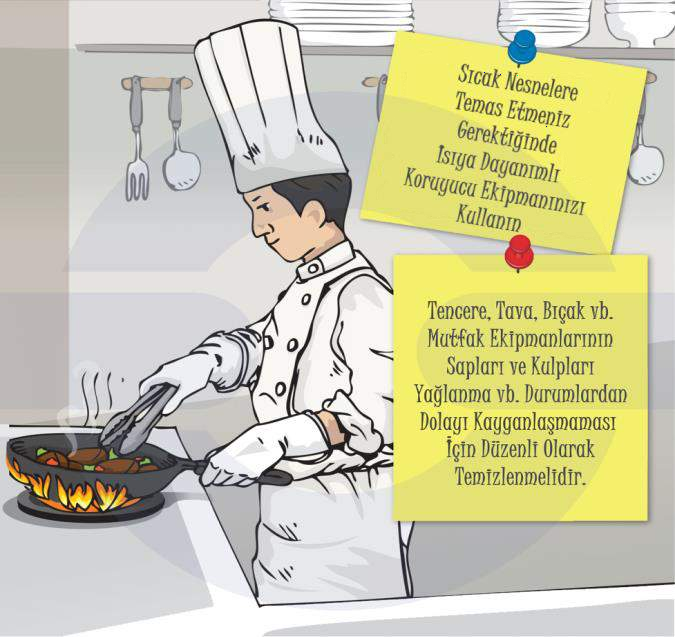 Sıcak Nesnelere
Temas Etmeniz
Gerektiğinde
Isıya Dayanımlı
Koruyucu Ekipmanınızı
Kullanın
Tencere, Tava, Bıçak vb.
Mutfak Ekipmanlarının
Sapları ve Kulpları
Yağlanma vb. Durumlardan
Dolayı Kayganlaşmaması
İçin Düzenli Olarak
Temizlenmelidir.